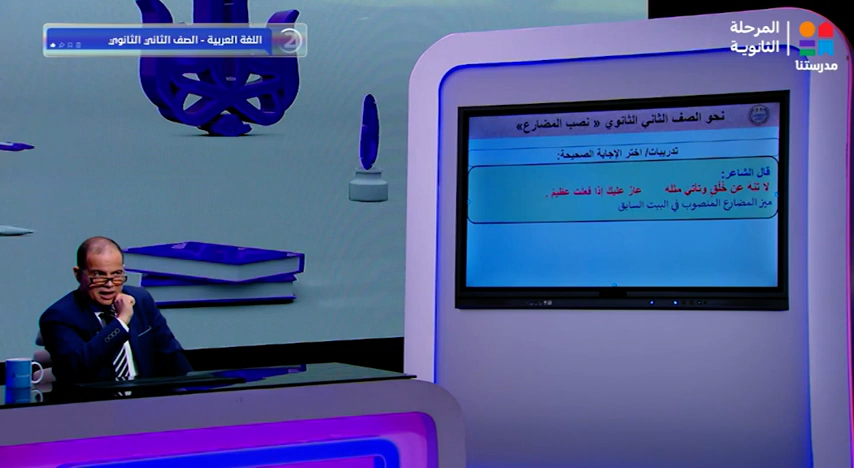 اللغة العربية - الصف الثاني الثانوي
2
المرحلة
الثانوية
مدرستنا
نحو الصف الثاني الثانوي « نصب المضارع»
تدريبات/ اختر الإجابة الصحيحة:
قال الشاعر:
لا تنه عن خُلُقٍ وتأتيَ مثله عارٌ عليك إذا فعلت عظيمُ .
ميز المضارع المنصوب في البيت السابق